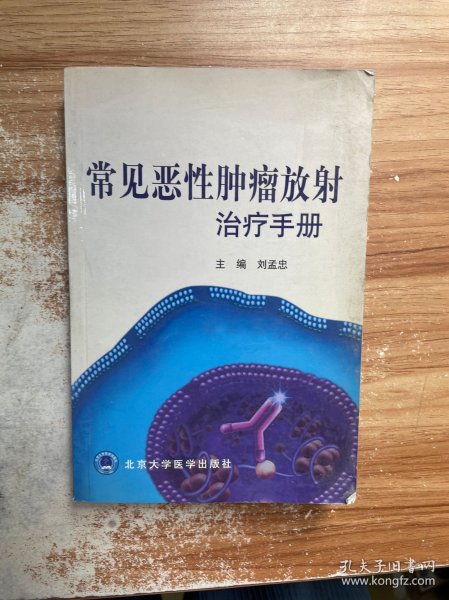 常见恶性肿瘤放射
治疗手册
主 编 刘孟忠
北京大学医学出版社
孔夫子旧书网
www.kongfz.com